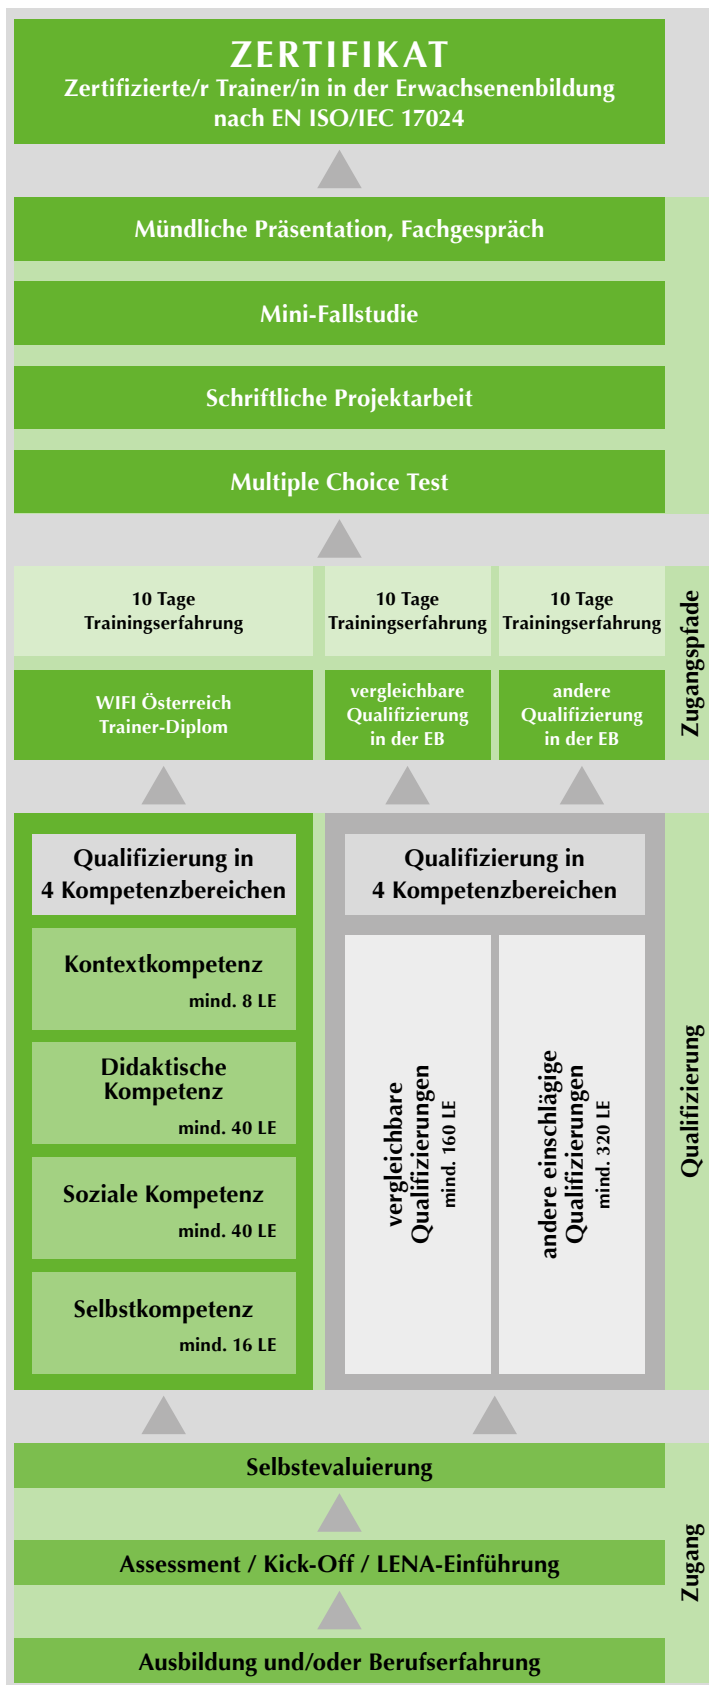 ZERTIFIKAT
Zertifizierte/r Trainer/in in der Erwachsenenbildung
nach EN ISO/IEC 17024
Mündliche Präsentation, Fachgespräch
Mini-Fallstudie
Schriftliche Projektarbeit
Multiple Choice Test
10 Tage
Trainingserfahrung
10 Tage
Trainingserfahrung
10 Tage
Trainingserfahrung
WIFI Österreich
Trainer-Diplom
vergleichbare
Qualifizierung
in der EB
andere
Qualifizierung
in der EB
Zugangspfade
Qualifizierung in
4 Kompetenzbereichen
Kontextkompetenz
mind. 8 LE
Didaktische
Kompetenz
mind. 40 LE
Soziale Kompetenz
mind. 40 LE
Selbstkompetenz
mind. 16 LE
Qualifizierung in
4 Kompetenzbereichen
vergleichbare
Qualifizierungen
mind. 160 LE
andere einschlägige
Qualifizierungen
mind. 320 LE
Qualifizierung
Selbstevaluierung
Assessment / Kick-Off / LENA-Einführung
Ausbildung und/oder Berufserfahrung
Zugang